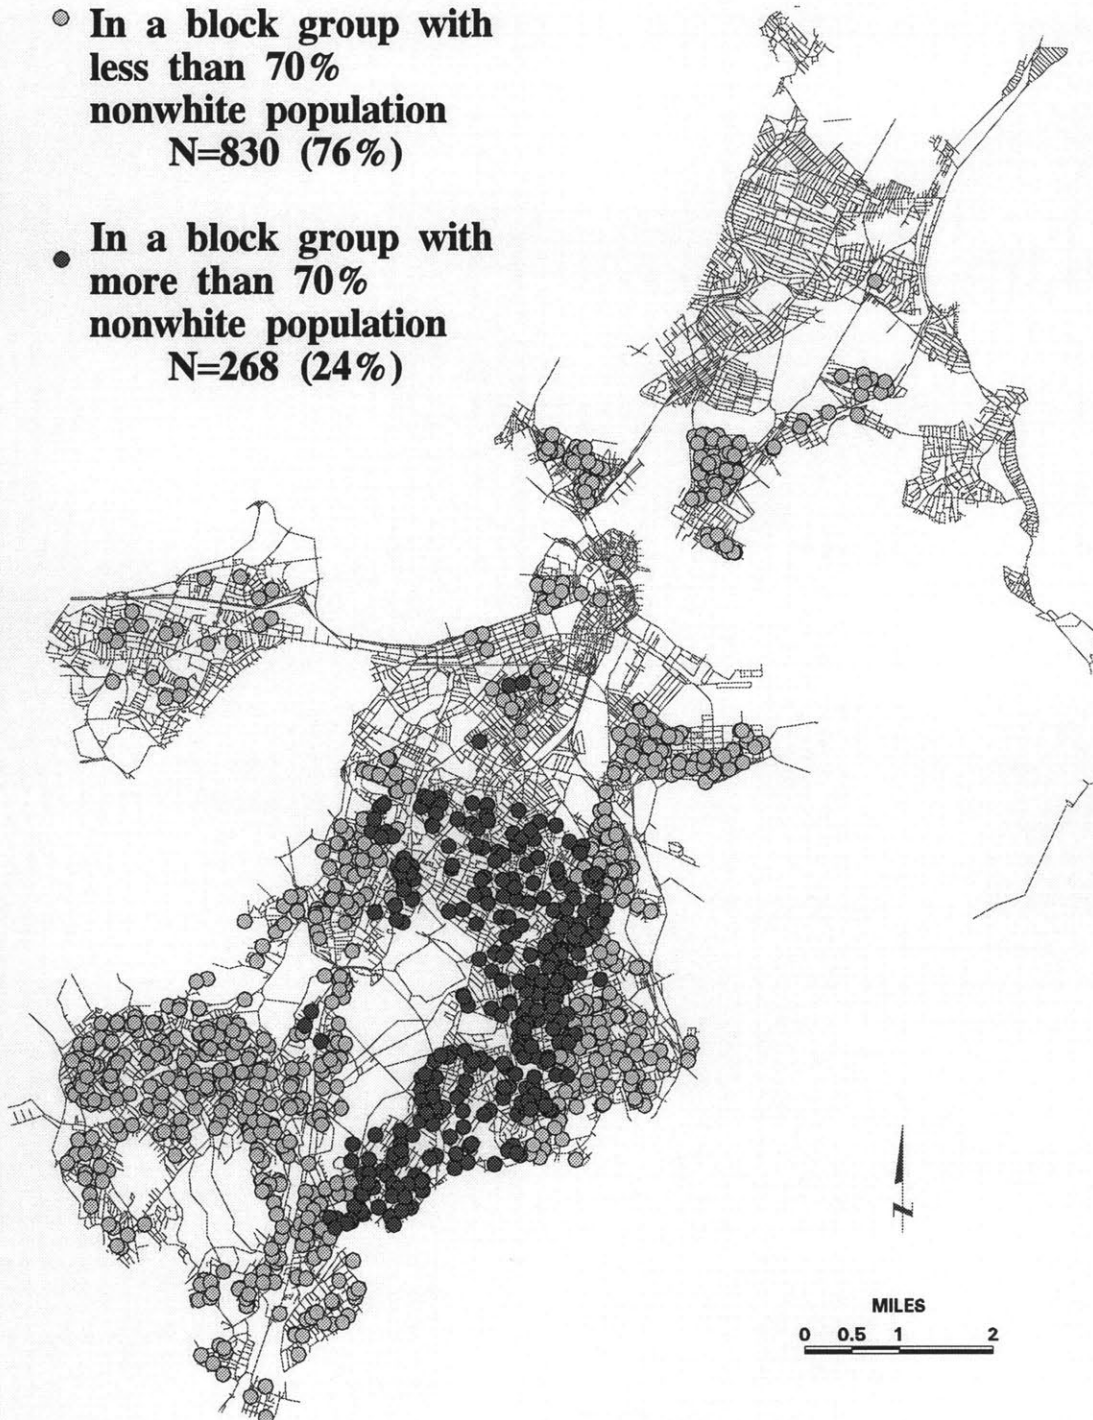 In a block group with
less than 70%
nonwhite population
N=830 (76%)
In a block group with
more than 70%
nonwhite population
N=268 (24%)
N
MILES
0 0.5 1 2